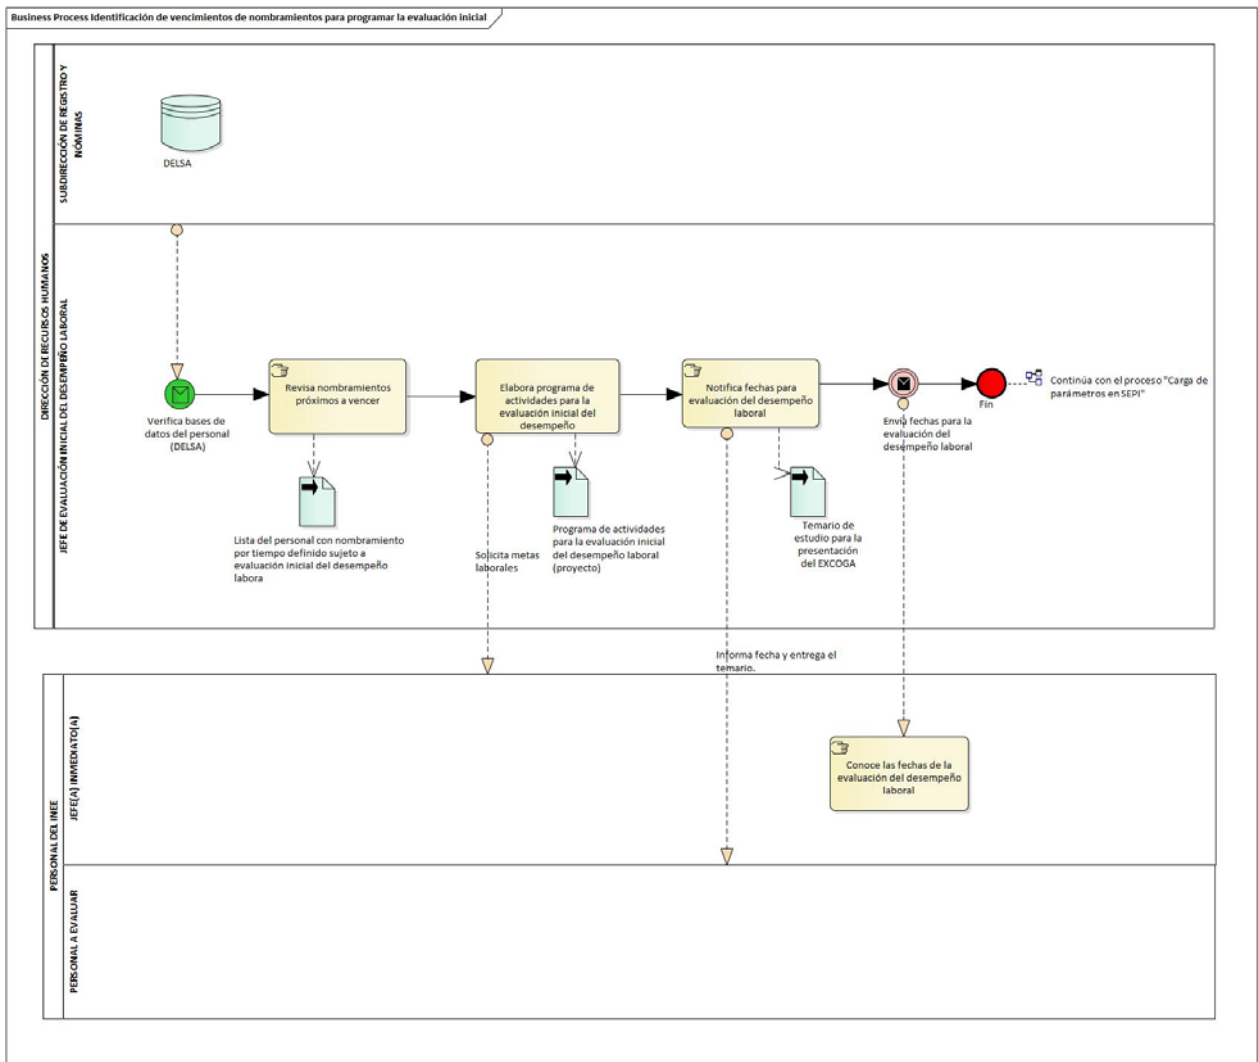 Business Process Identificación de vencimientos de nombramientos para programar la evaluación inicial
DIRECCIÓN DE RECURSOS HUMANOS
SUBDIRECCIÓN DE REGISTRO Y
NÓMINAS
DELSA
JEFE DE EVALUACIÓN INICIAL DEL DESEMPEÑO LABORAL
Verifica bases de
datos del personal
(DELSA)
Revisa nombramientos
próximos a vencer
Lista del personal con nombramiento
por tiempo definido sujeto a
evaluación inicial del desempeño
labora
Elabora programa de
actividades para la
evaluación inicial del
desempeño
Solicita metas
laborales
Programa de actividades
para la evaluación inicial
del desempeño laboral
(proyecto)
Notifica fechas para
evaluación del desempeño
laboral
Temario de
estudio para la
presentación
del EXCOGA
Envía fechas para la
evaluación del
desempeño laboral
Fin
Continúa con el proceso "Carga de
parámetros en SEPI"
Informa fecha y entrega el
temario.
PERSONAL DEL INEE
JEFE(A) INMEDIATO(A)
Conoce las fechas de la
evaluación del desempeño
laboral
PERSONAL A EVALUAR